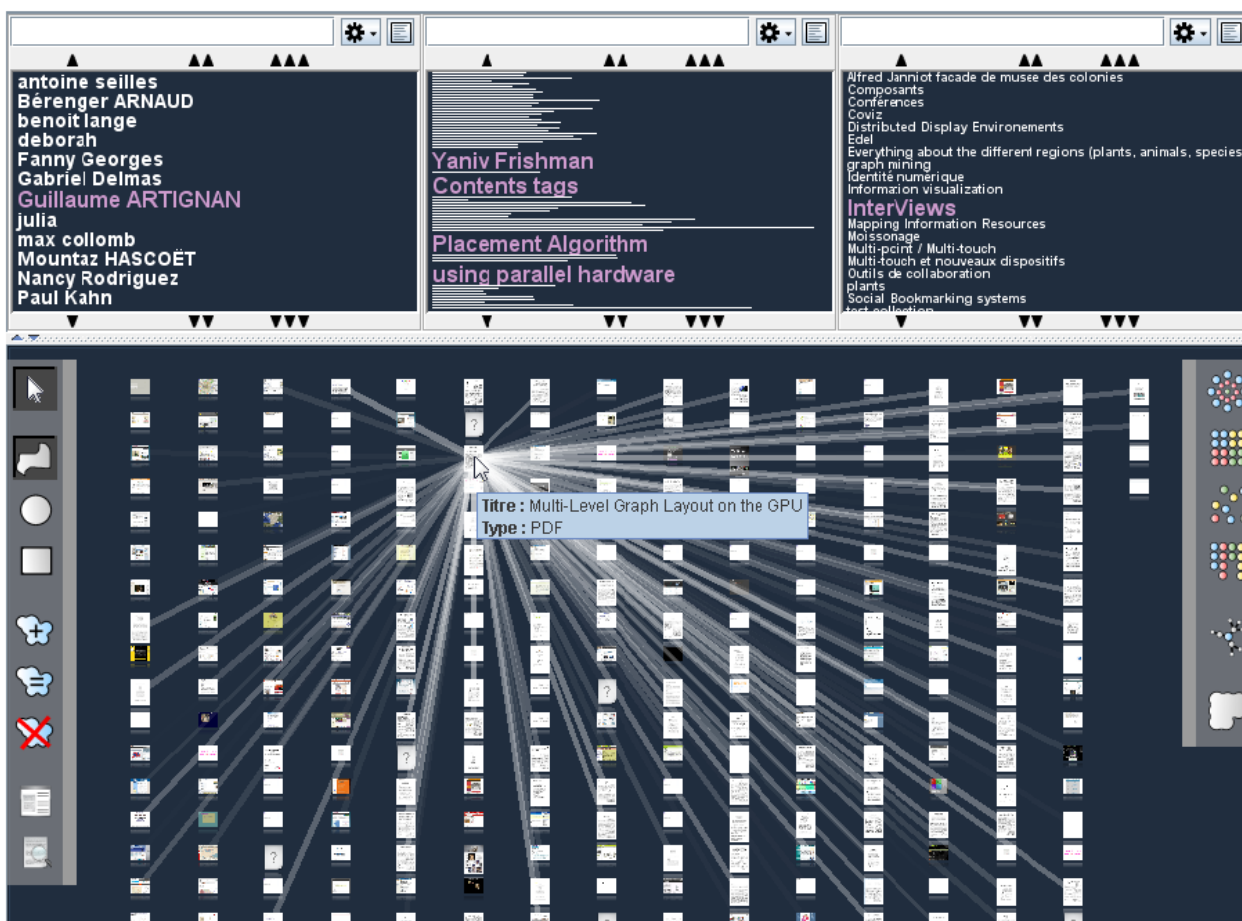 antoine seilles
Bérenger ARNAUD
benoit lange
deborah
Fanny Georges
Gabriel Delmas
Guillaume ARTIGNAN
julia
max collomb
Mountaz HASCOËT
Nancy Rodriguez
Paul Kahn
Yaniv Frishman
Contents tags
Placement Algorithm
using parallel hardware
Alfred Janniot facade de musee des colonies
Composants
Conférences
Coviz
Distributed Display Environements
Edel
Everything about the different regions (plants, animals, species
graph mining
Identité numérique
Information visualization
InterViews
Mapping Information Resources
Moissonage
Multi-point / Multi-touch
Multi-touch et nouveaux dispositifs
Outils de collaboration
plants
Social Bookmarking systems
test collection
Titre : Multi-Level Graph Layout on the GPU
Type : PDF